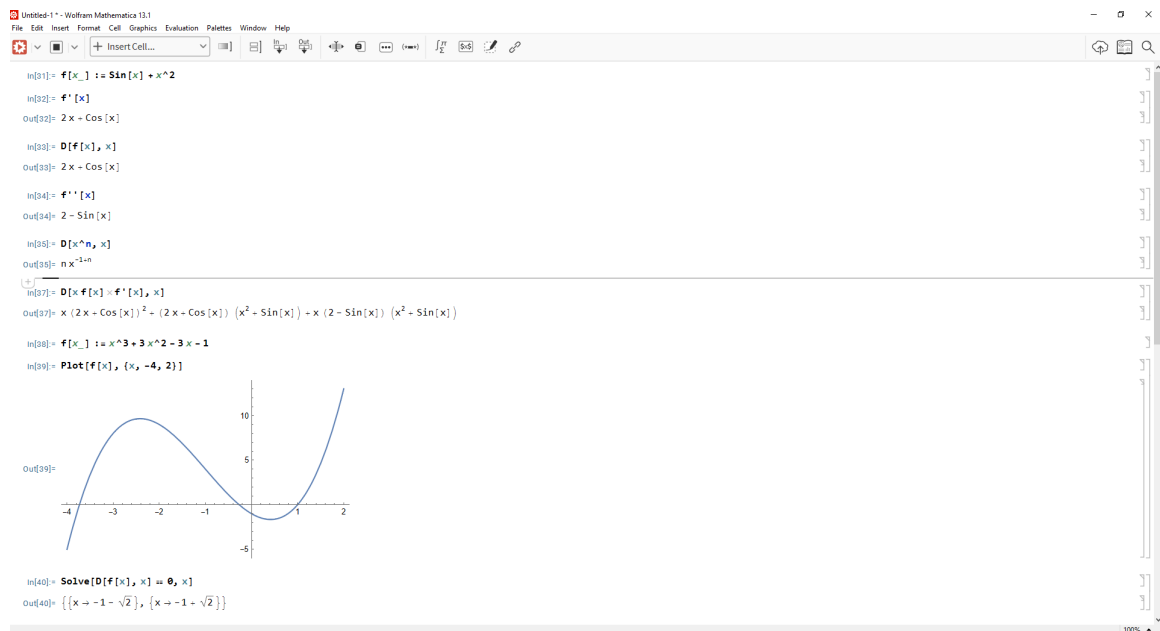 Untitled-1 * - Wolfram Mathematica 13.1
File Edit Insert Format Cell Graphics Evaluation Palettes Window Help
+ Insert Cell...
In[31]:= f[x_] := Sin[x] + x^2
In[32]:= f'[x]
Out[32]= 2 x + Cos[x]
In[33]:= D[f[x], x]
Out[33]= 2 x + Cos[x]
In[34]:= f''[x]
Out[34]= 2 - Sin[x]
In[35]:= D[x^n, x]
Out[35]= n x^(-1+n)
In[37]:= D[x f[x] × f'[x], x]
Out[37]= x (2 x + Cos[x])² + (2 x + Cos[x]) (x² + Sin[x]) + x (2 - Sin[x]) (x² + Sin[x])
In[38]:= f[x_] := x^3 + 3 x^2 - 3 x - 1
In[39]:= Plot[f[x], {x, -4, 2}]
10
5
Out[39]=
-4 -3 -2 -1 1 2
-5
In[40]:= Solve[D[f[x], x] == 0, x]
Out[40]= {{x → -1 - √2}, {x → -1 + √2}}
100%